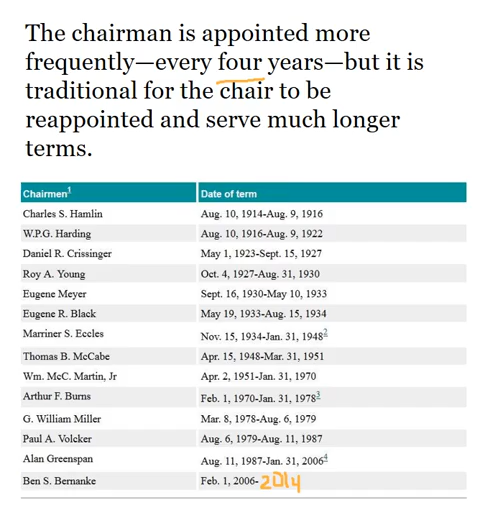 The chairman is appointed more
frequently—every four years—but it is
traditional for the chair to be
reappointed and serve much longer
terms.
Chairmen1 Date of term
Charles S. Hamlin Aug. 10, 1914-Aug. 9, 1916
W.P.G. Harding Aug. 10, 1916-Aug. 9, 1922
Daniel R. Crissinger May 1, 1923-Sept. 15, 1927
Roy A. Young Oct. 4, 1927-Aug. 31, 1930
Eugene Meyer Sept. 16, 1930-May 10, 1933
Eugene R. Black May 19, 1933-Aug. 15, 1934
Marriner S. Eccles Nov. 15, 1934-Jan. 31, 19482
Thomas B. McCabe Apr. 15, 1948-Mar. 31, 1951
Wm. McC. Martin, Jr Apr. 2, 1951-Jan. 31, 1970
Arthur F. Burns Feb. 1, 1970-Jan. 31, 19783
G. William Miller Mar. 8, 1978-Aug. 6, 1979
Paul A. Volcker Aug. 6, 1979-Aug. 11, 1987
Alan Greenspan Aug. 11, 1987-Jan. 31, 20064
Ben S. Bernanke Feb. 1, 2006-2014